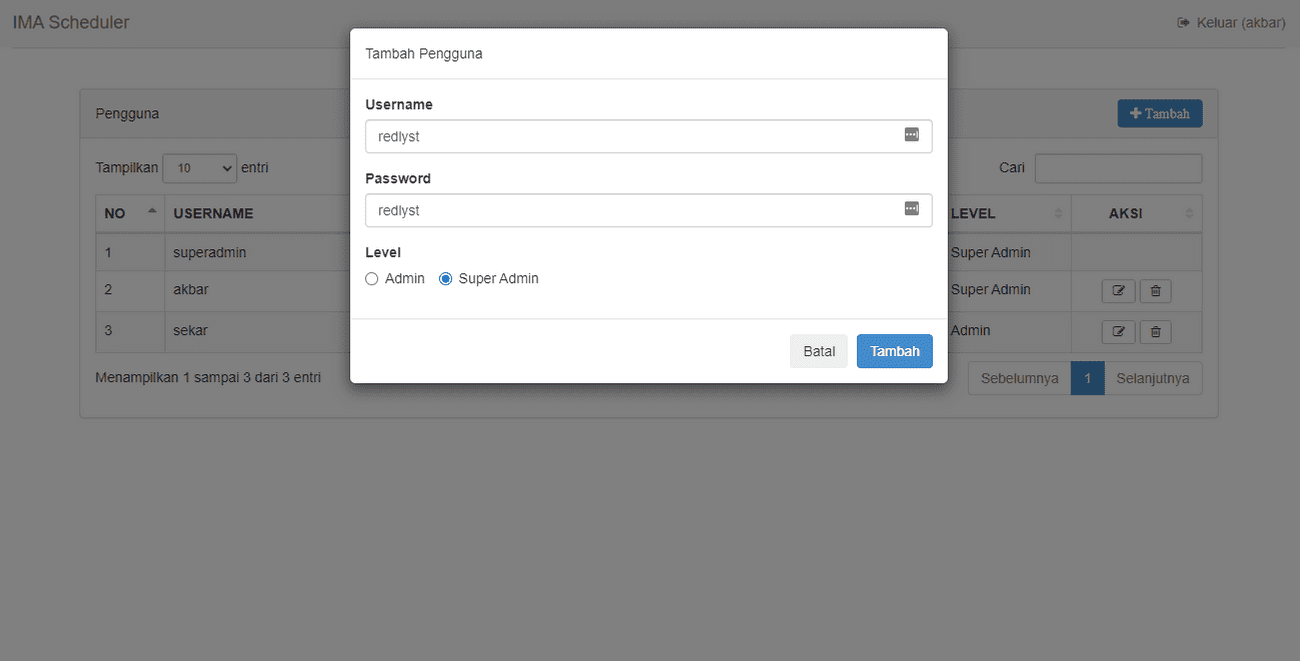 IMA Scheduler
Keluar (akbar)
Tambah Pengguna
Username
redlyst
Password
redlyst
Level
Admin Super Admin
Batal Tambah
Pengguna
Tambah
Tampilkan 10 entri
Cari
NO USERNAME LEVEL AKSI
1 superadmin Super Admin
2 akbar Super Admin
3 sekar Admin
Menampilkan 1 sampai 3 dari 3 entri
Sebelumnya 1 Selanjutnya